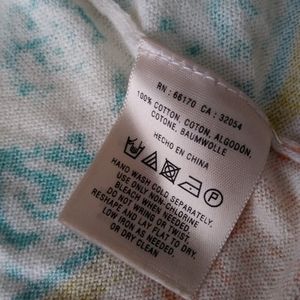 RN : 66170 CA : 32054
100% COTTON, COTON, ALGODÓN,
COTONE, BAUMWOLLE
HECHO EN CHINA
HAND WASH COLD SEPARATELY.
USE ONLY NON-CHLORINE
BLEACH WHEN NEEDED.
DO NOT WRING OR TWIST.
RESHAPE AND LAY FLAT TO DRY.
LOW IRON AS NEEDED
OR DRY CLEAN